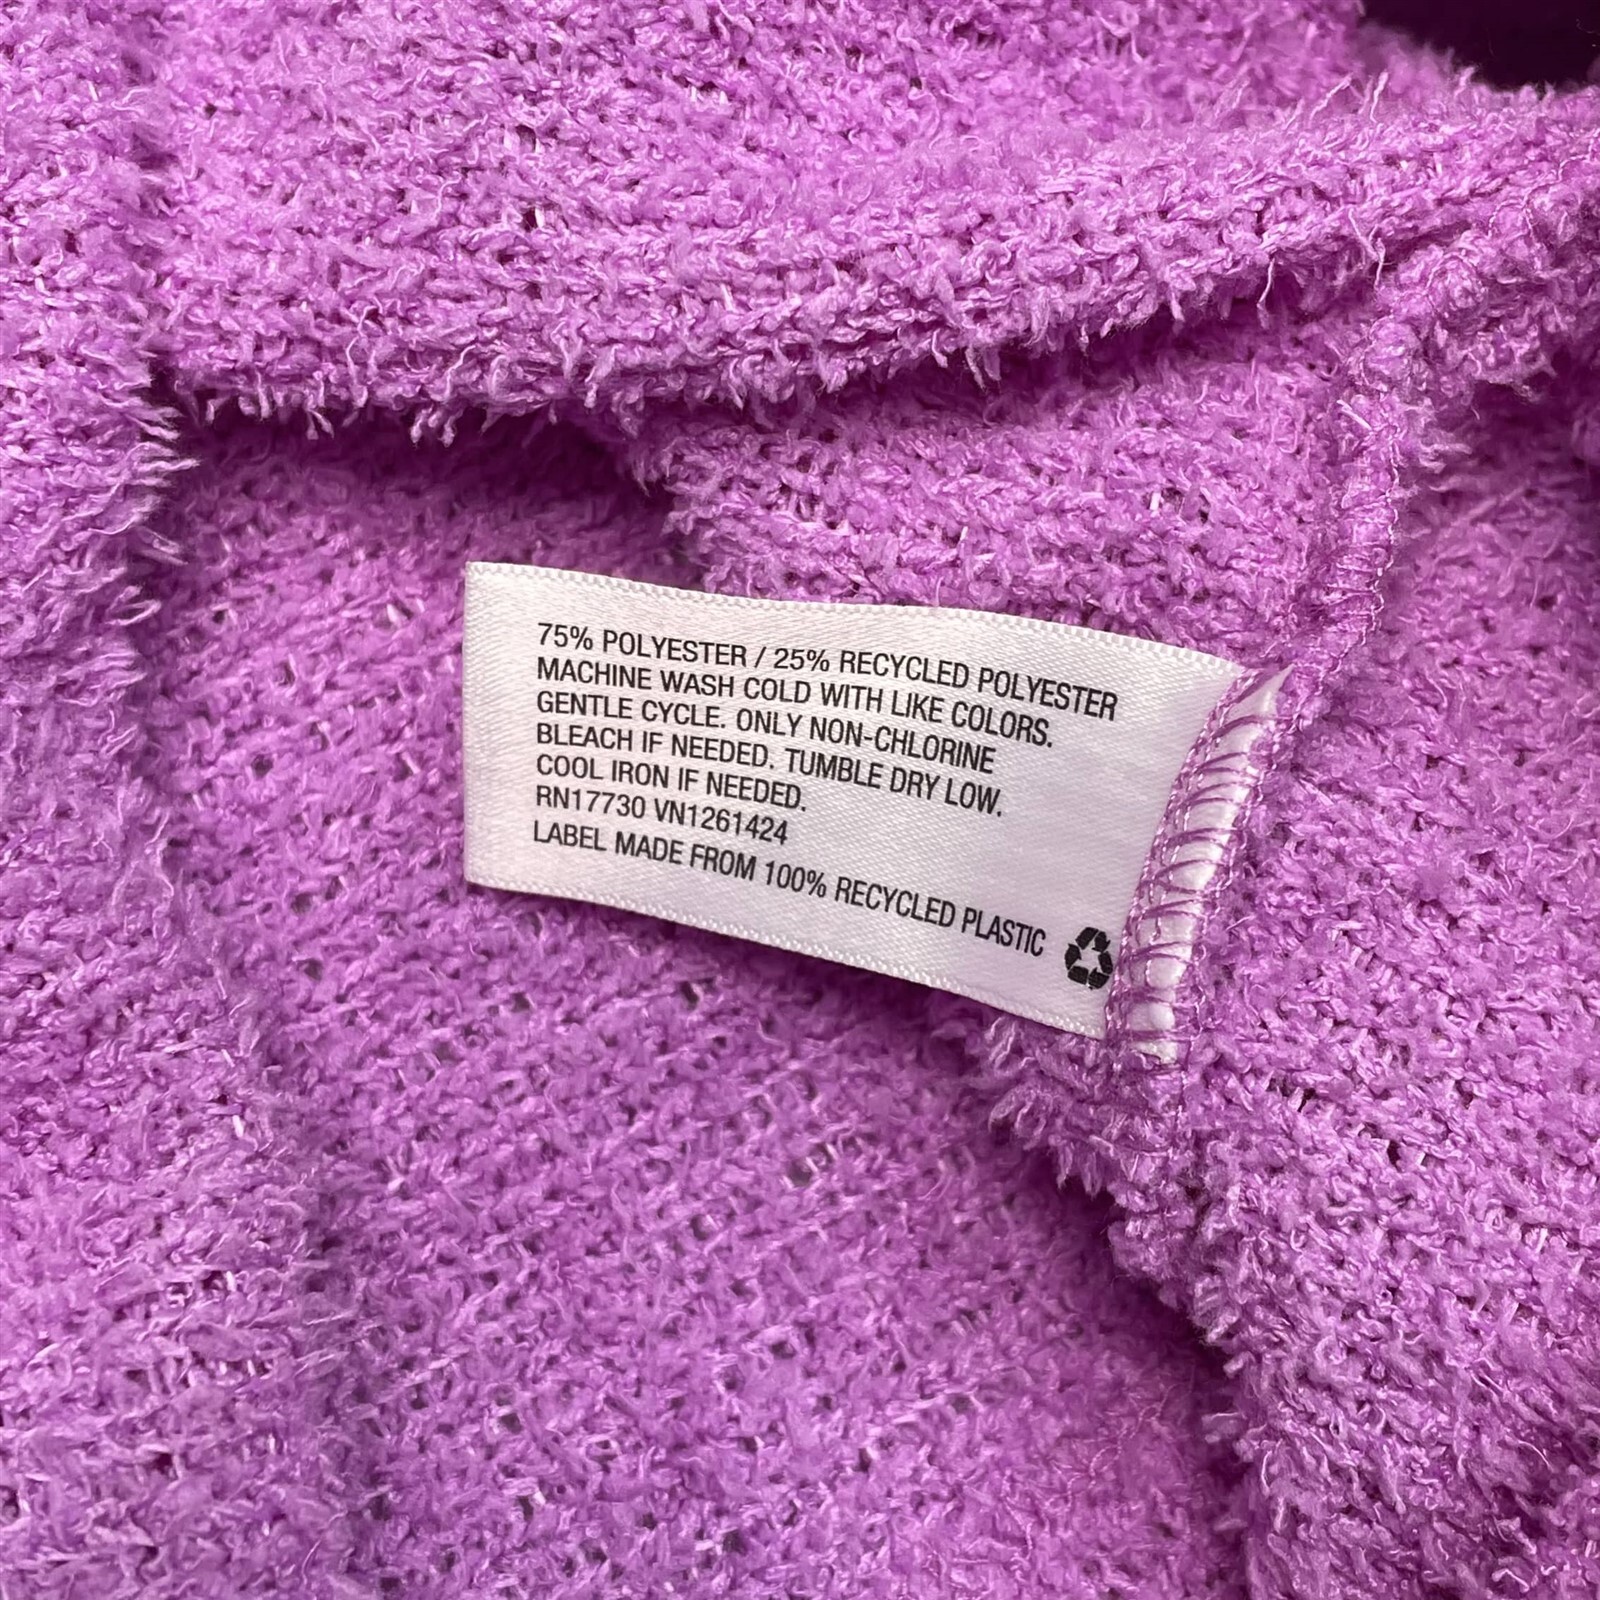 75% POLYESTER / 25% RECYCLED POLYESTER
MACHINE WASH COLD WITH LIKE COLORS.
GENTLE CYCLE. ONLY NON-CHLORINE
BLEACH IF NEEDED. TUMBLE DRY LOW.
COOL IRON IF NEEDED.
RN17730 VN1261424
LABEL MADE FROM 100% RECYCLED PLASTIC